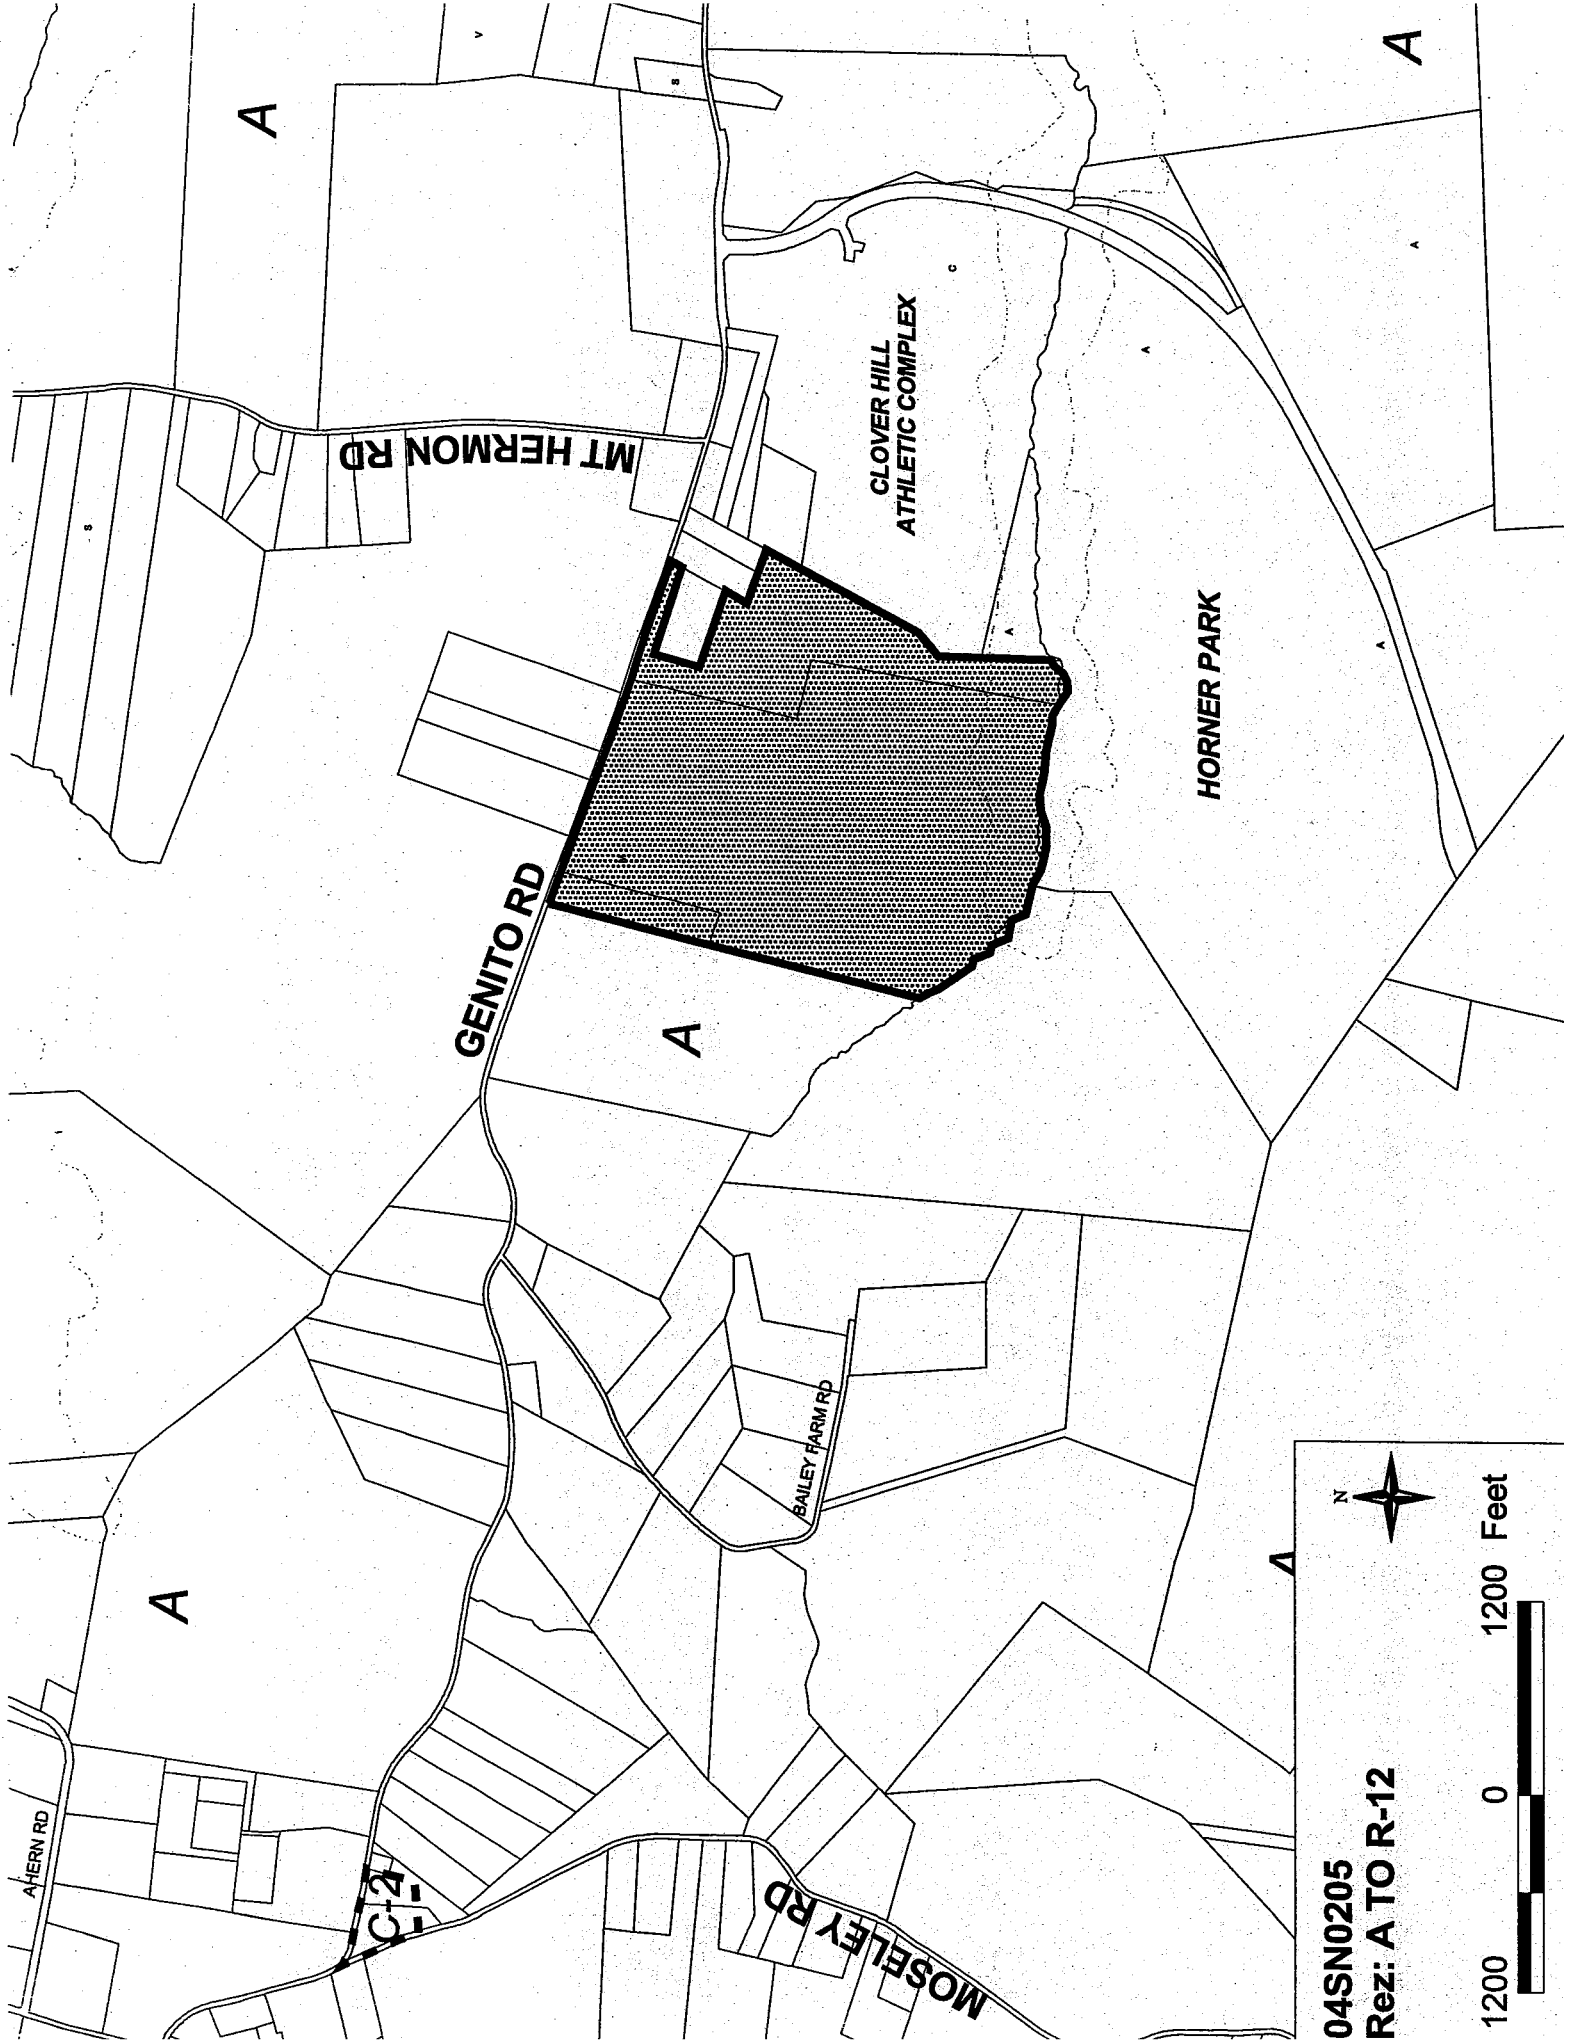 AHERN RD
C-2
A
MOSELEY RD
BAILEY FARM RD
GENITO RD
A
MT HERMON RD
A
CLOVER HILL
ATHLETIC COMPLEX
HORNER PARK
A
A
V
S
S
C
A
A
A
A
04SN0205
Rez: A TO R-12
N
1200 0 1200 Feet